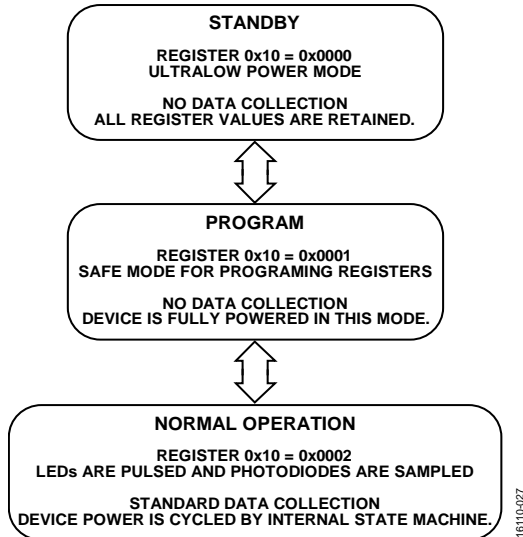 STANDBY
REGISTER 0x10 = 0x0000
ULTRALOW POWER MODE
NO DATA COLLECTION
ALL REGISTER VALUES ARE RETAINED.
PROGRAM
REGISTER 0x10 = 0x0001
SAFE MODE FOR PROGRAMING REGISTERS
NO DATA COLLECTION
DEVICE IS FULLY POWERED IN THIS MODE.
NORMAL OPERATION
REGISTER 0x10 = 0x0002
LEDs ARE PULSED AND PHOTODIODES ARE SAMPLED
STANDARD DATA COLLECTION
DEVICE POWER IS CYCLED BY INTERNAL STATE MACHINE.
16110-027